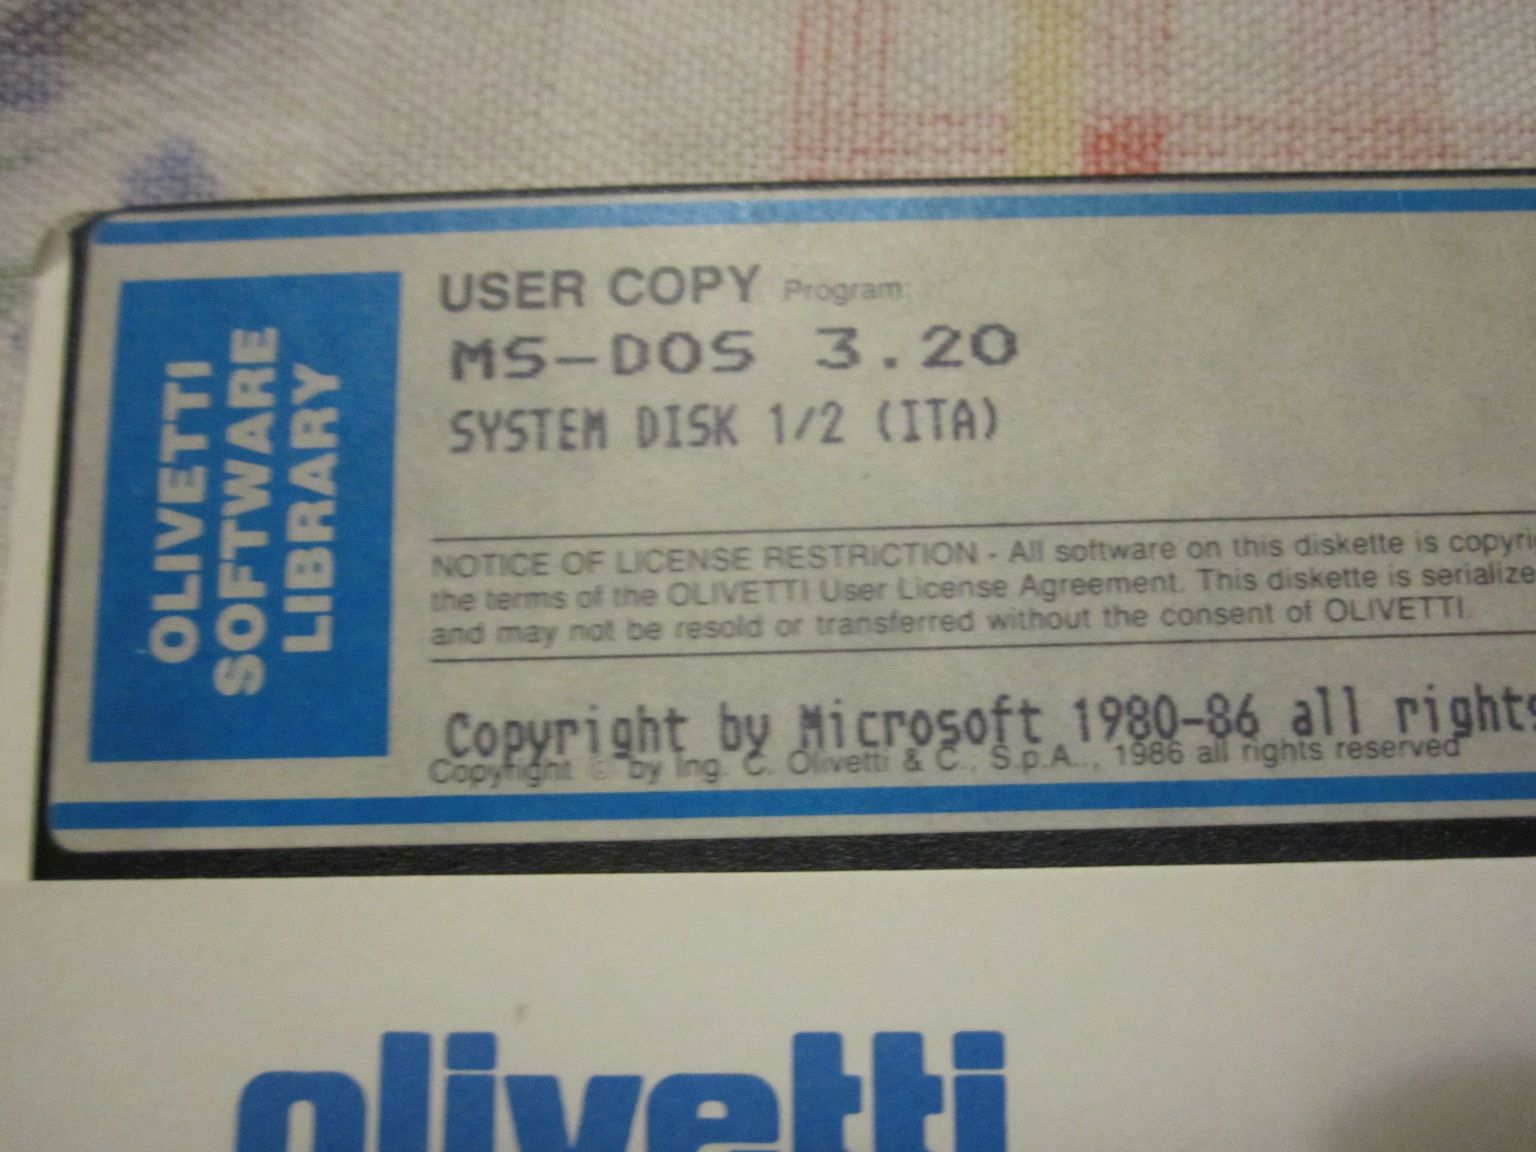 OLIVETTI
SOFTWARE
LIBRARY
USER COPY Program:
MS-DOS 3.20
SYSTEM DISK 1/2 (ITA)
NOTICE OF LICENSE RESTRICTION - All software on this diskette is copyri
the terms of the OLIVETTI User License Agreement. This diskette is serialize
and may not be resold or transferred without the consent of OLIVETTI.
Copyright by Microsoft 1980-86 all rights
Copyright © by Ing. C. Olivetti & C., S.p.A.., 1986 all rights reserved
olivetti